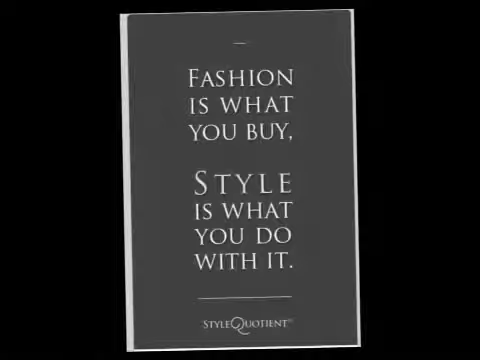 FASHION
IS WHAT
YOU BUY,
STYLE
IS WHAT
YOU DO
WITH IT.
STYLEQUOTIENT